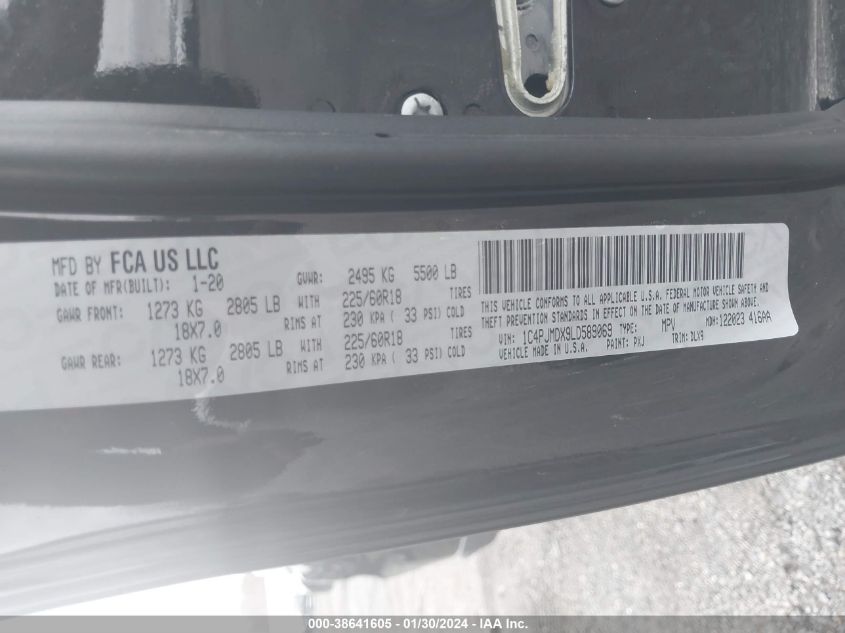 MFD BY FCA US LLC
DATE OF MFR(BUILT): 1-20
GVWR: 2495 KG 5500 LB
GAWR FRONT: 1273 KG 2805 LB WITH 225/60R18 TIRES
18X7.0 RIMS AT 230 KPA ( 33 PSI) COLD
GAWR REAR: 1273 KG 2805 LB WITH 225/60R18 TIRES
18X7.0 RIMS AT 230 KPA ( 33 PSI) COLD
THIS VEHICLE CONFORMS TO ALL APPLICABLE U.S.A. FEDERAL MOTOR VEHICLE SAFETY AND
THEFT PREVENTION STANDARDS IN EFFECT ON THE DATE OF MANUFACTURE SHOWN ABOVE.
VIN: 1C4PJMDX9LD589069 TYPE: MPV MDH: 122023 416AA
VEHICLE MADE IN U.S.A. PAINT: PXJ TRIM: DLX9
000-38641605 - 01/30/2024 - IAA Inc.